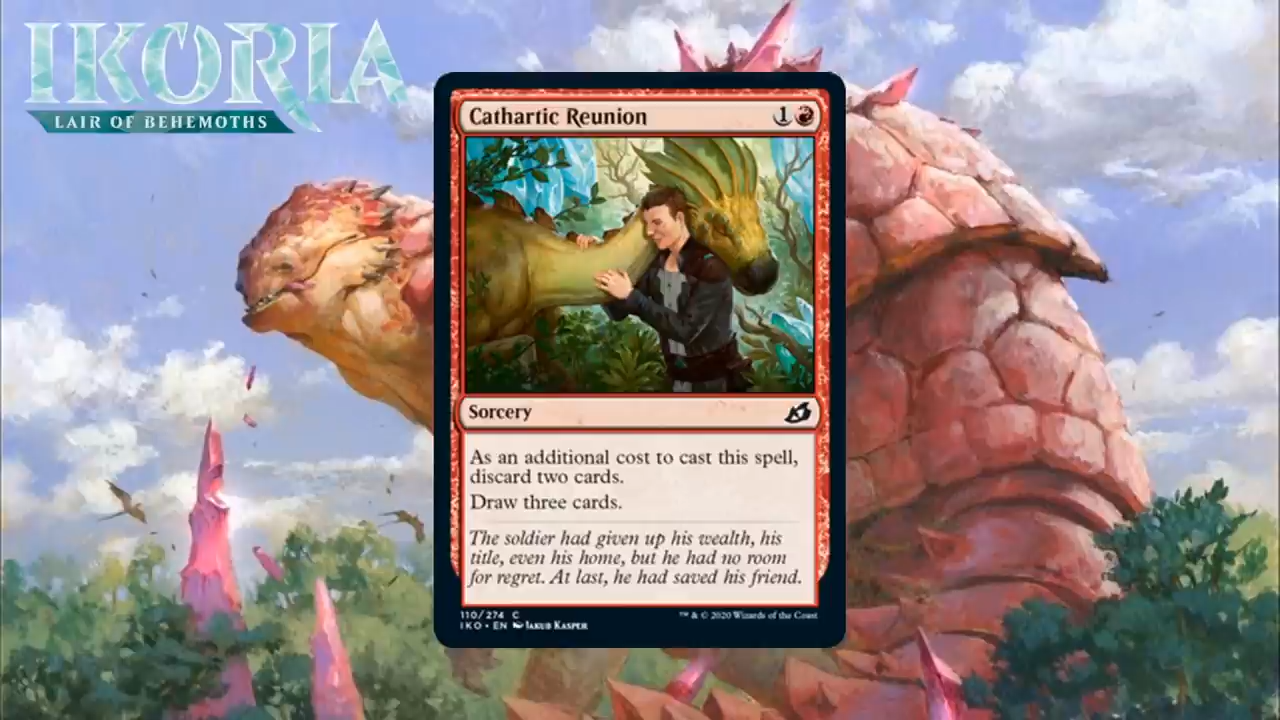 IKORIA
LAIR OF BEHEMOTHS
Cathartic Reunion 1
Sorcery
As an additional cost to cast this spell,
discard two cards.
Draw three cards.
The soldier had given up his wealth, his
title, even his home, but he had no room
for regret. At last, he had saved his friend.
110/274 C
IKO • EN Jakub Kasper
™ & © 2020 Wizards of the Coast